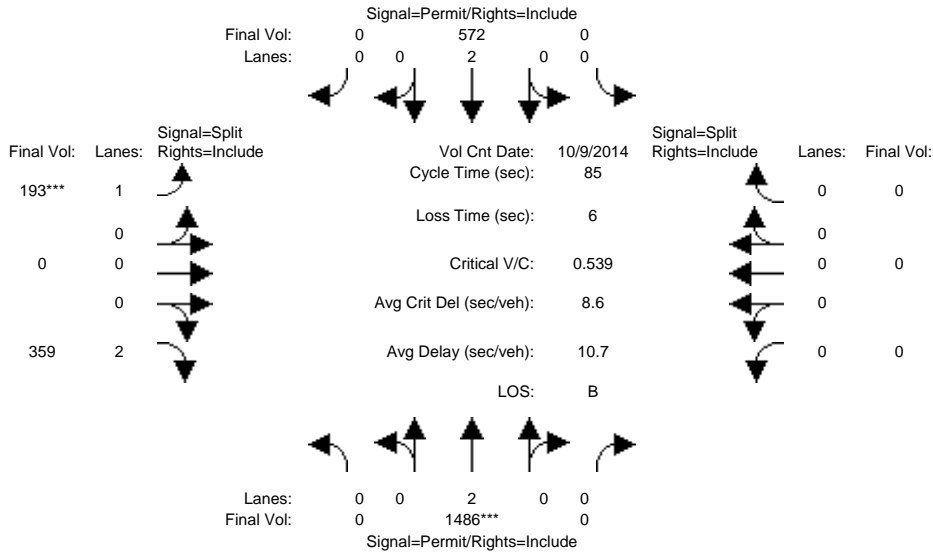 Signal=Permit/Rights=Include
Final Vol: 0 572 0
Lanes: 0 0 2 0 0
Signal=Split Signal=Split
Final Vol: Lanes: Rights=Include Vol Cnt Date: 10/9/2014 Rights=Include Lanes: Final Vol:
Cycle Time (sec): 85
193*** 1 0 0
Loss Time (sec): 6
0 0
0 0 Critical V/C: 0.539 0 0
0 Avg Crit Del (sec/veh): 8.6 0
359 2 Avg Delay (sec/veh): 10.7 0 0
LOS: B
Lanes: 0 0 2 0 0
Final Vol: 0 1486*** 0
Signal=Permit/Rights=Include